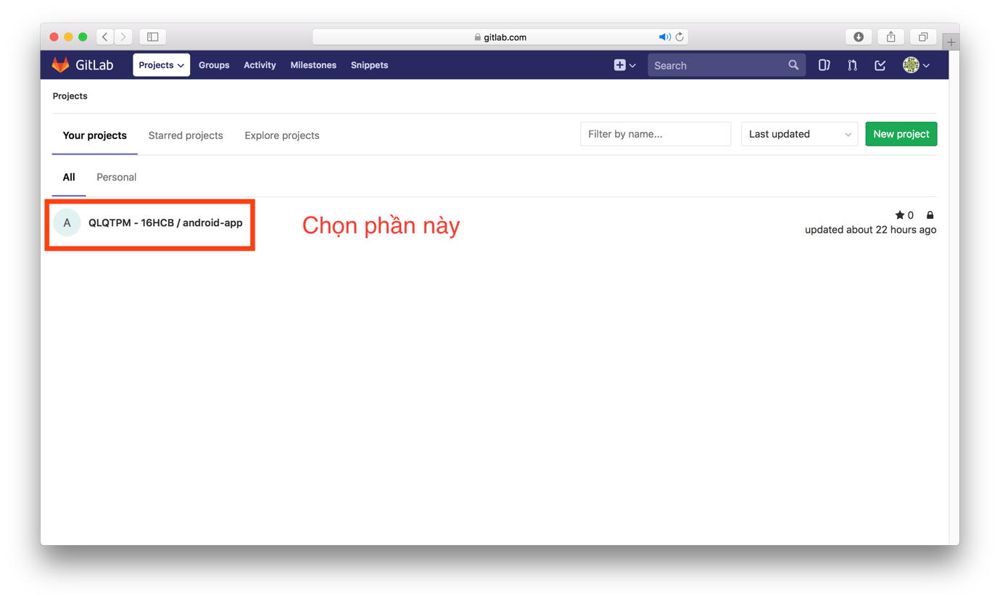 gitlab.com
GitLab Projects Groups Activity Milestones Snippets Search
Projects
Your projects Starred projects Explore projects Filter by name... Last updated New project
All Personal
A QLQTPM - 16HCB / android-app Chọn phần này 0
updated about 22 hours ago